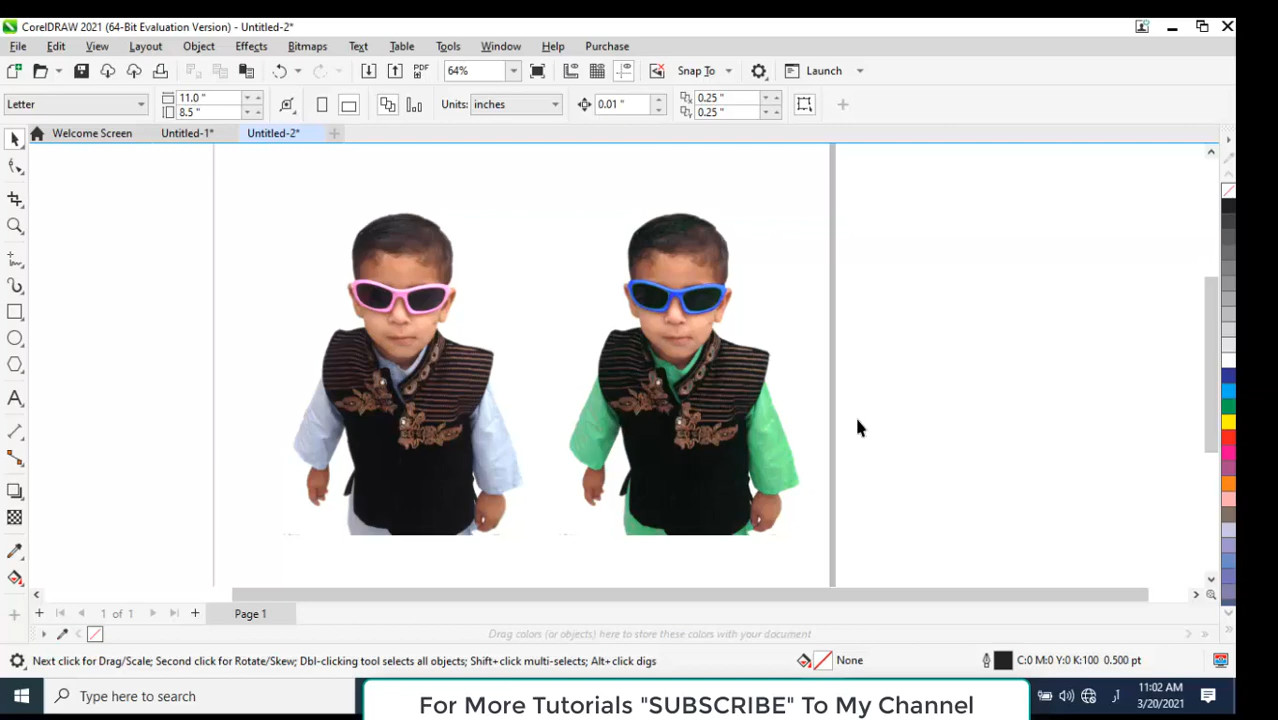 CorelDRAW 2021 (64-Bit Evaluation Version) - Untitled-2*
File Edit View Layout Object Effects Bitmaps Text Table Tools Window Help Purchase
PDF 64% Snap To Launch
Letter 11.0 " 8.5 " Units: inches 0.01 " 0.25 " 0.25 "
Welcome Screen Untitled-1* Untitled-2*
1 of 1 Page 1
Drag colors (or objects) here to store these colors with your document
Next click for Drag/Scale; Second click for Rotate/Skew; Dbl-clicking tool selects all objects; Shift+click multi-selects; Alt+click digs None C:0 M:0 Y:0 K:100 0.500 pt
Type here to search 11:02 AM
3/20/2021
For More Tutorials "SUBSCRIBE" To My Channel